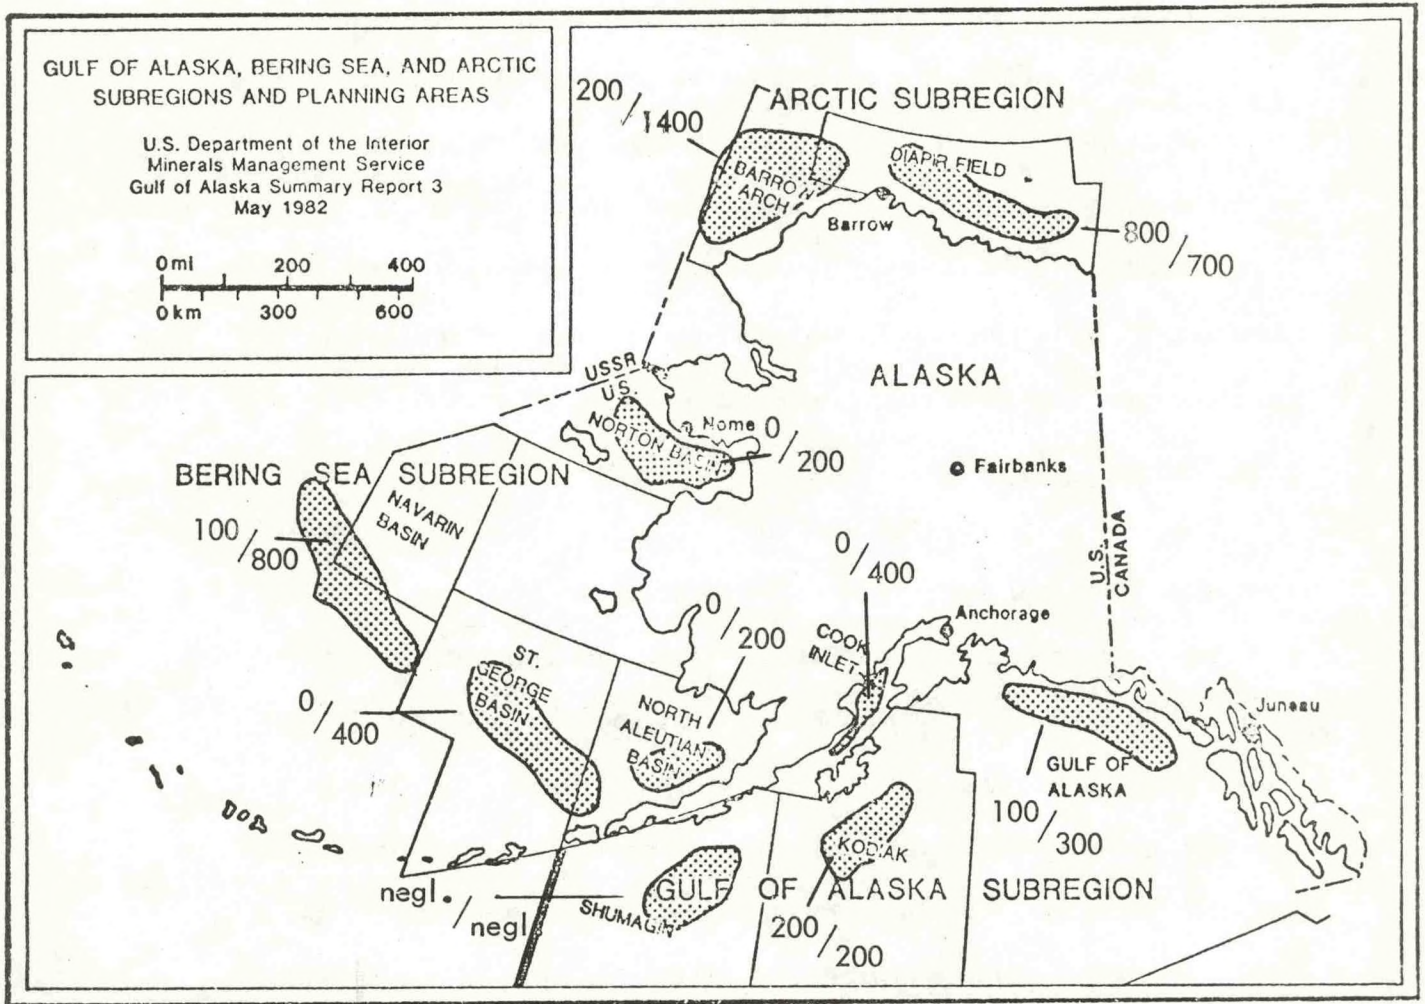 GULF OF ALASKA, BERING SEA, AND ARCTIC
SUBREGIONS AND PLANNING AREAS
U.S. Department of the Interior
Minerals Management Service
Gulf of Alaska Summary Report 3
May 1982
0mi 200 400
0km 300 600
200
/1400
ARCTIC SUBREGION
BARROW
ARCH
DIAPIR FIELD
Barrow
800
/700
USSR
U.S.
ALASKA
Nome
NORTON BASIN
0
/200
Fairbanks
BERING SEA SUBREGION
NAVARIN
BASIN
100
/800
U.S.
CANADA
0
/400
0
/200
Anchorage
COOK
INLET
ST.
GEORGE
BASIN
0
/400
NORTH
ALEUTIAN
BASIN
Juneau
GULF OF
ALASKA
100
/300
KODIAK
negl.
/negl
SHUMAGIN
GULF OF ALASKA SUBREGION
200
/200